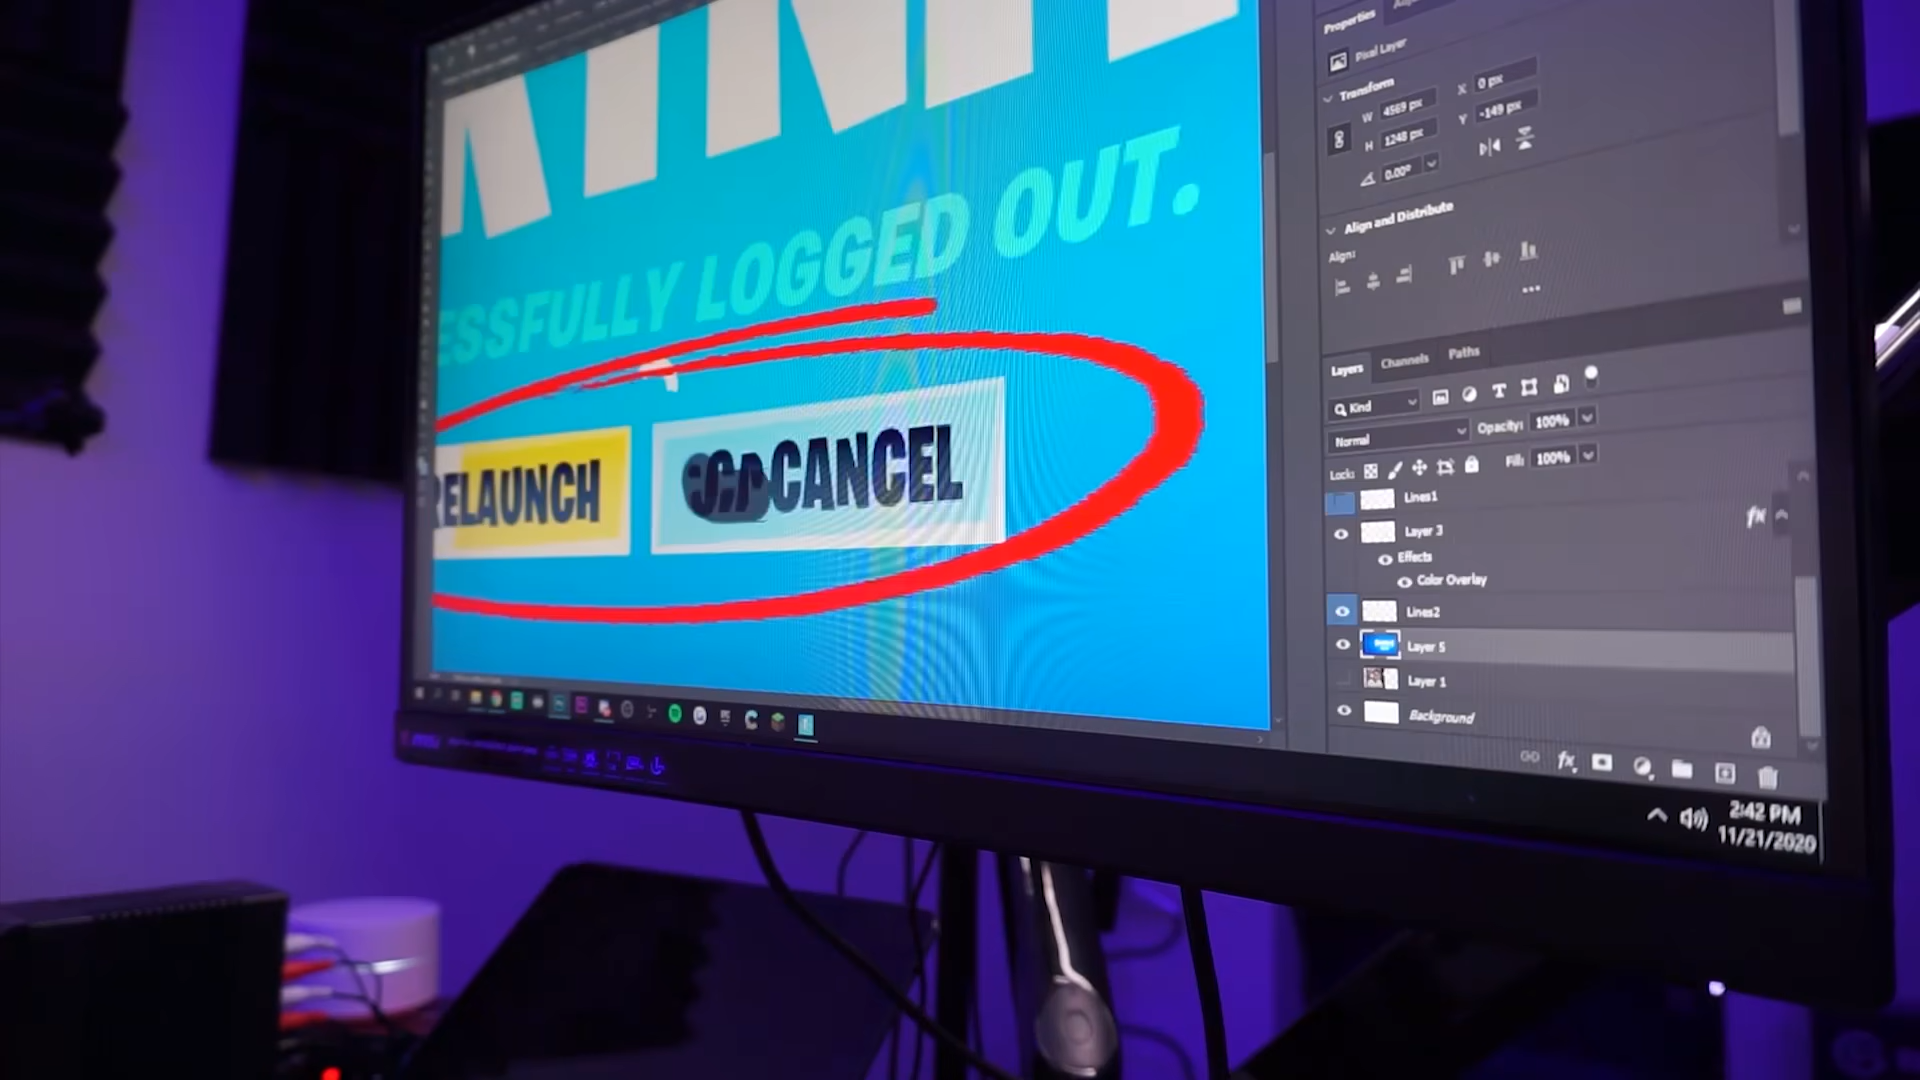 Properties
Pixel Layer
Transform
W 4569 px X 0 px
H 1248 px Y -149 px
0.00°
Align and Distribute
Align:
...
ESSFULLY LOGGED OUT.
RELAUNCH
CANCEL
Layers Channels Paths
Kind
Normal Opacity: 100%
Lock: Fill: 100%
Lines1
Layer 3
fx
Effects
Color Overlay
Lines2
Layer 5
Layer 1
Background
fx
2:42 PM
11/21/2020